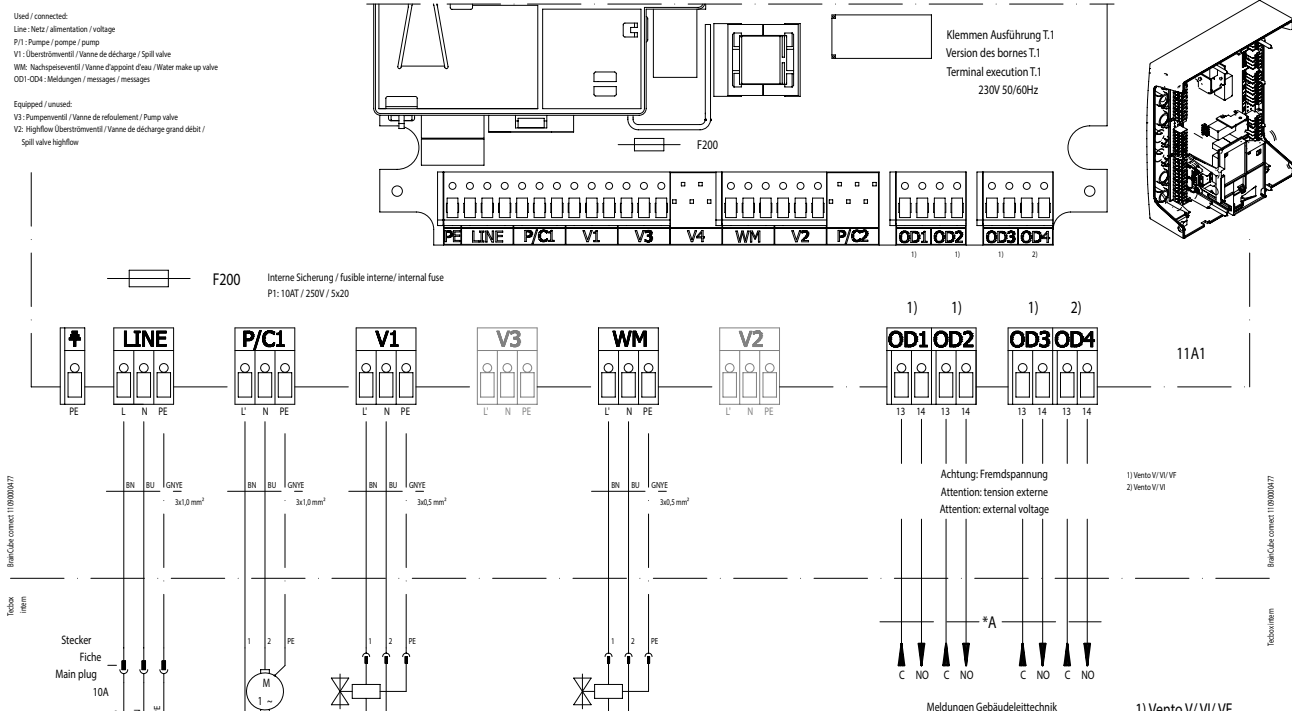 Used / connected:
Line : Netz / alimentation / voltage
P/1 : Pumpe / pompe / pump
V1 : Überströmventil / Vanne de décharge / Spill valve
WM: Nachspeiseventil / Vanne d'appoint d'eau / Water make up valve
OD1-OD4 : Meldungen / messages / messages
Equipped / unused:
V3 : Pumpenventil / Vanne de refoulement / Pump valve
V2: Highflow Überströmventil / Vanne de décharge grand débit /
Spill valve highflow
Klemmen Ausführung T.1
Version des bornes T.1
Terminal execution T.1
230V 50/60Hz
F200
PE LINE P/C1 V1 V3 V4 WM V2 P/C2 OD1 OD2 OD3 OD4
1) 1) 1) 2)
F200
Interne Sicherung / fusible interne/ internal fuse
P1: 10AT / 250V / 5x20
1) 1) 1) 2)
LINE P/C1 V1 V3 WM V2 OD1 OD2 OD3 OD4
11A1
PE L N PE L' N PE L' N PE L' N PE L' N PE L' N PE 13 14 13 14 13 14 13 14
BN BU GNYE
3x1,0 mm²
BN BU GNYE
3x1,0 mm²
BN BU GNYE
3x0,5 mm²
BN BU GNYE
3x0,5 mm²
Achtung: Fremdspannung
Attention: tension externe
Attention: external voltage
1) Vento V/ VI/ VF
2) Vento V/ VI
BrainCube connect 11090000477
BrainCube connect 11090000477
Tecbox
intern
Tecbox intern
*A
Stecker
Fiche
Main plug
10A
1 2 PE
M
1 ~
1 2 PE
1 2 PE
C NO C NO C NO C NO
Meldungen Gebäudeleittechnik
1) Vento V/ VI/ VF